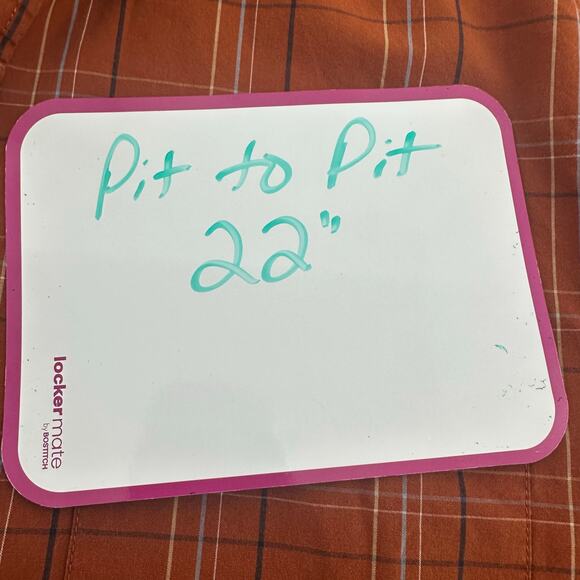 Pit to Pit
22"
locker mate
by BOSTITCH